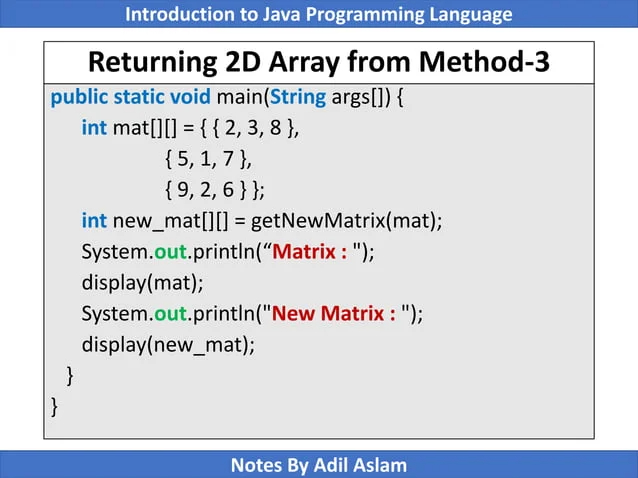 Introduction to Java Programming Language
Returning 2D Array from Method-3
public static void main(String args[]) {
int mat[][] = { { 2, 3, 8 },
{ 5, 1, 7 },
{ 9, 2, 6 } };
int new_mat[][] = getNewMatrix(mat);
System.out.println(“Matrix : ");
display(mat);
System.out.println("New Matrix : ");
display(new_mat);
}
}
Notes By Adil Aslam